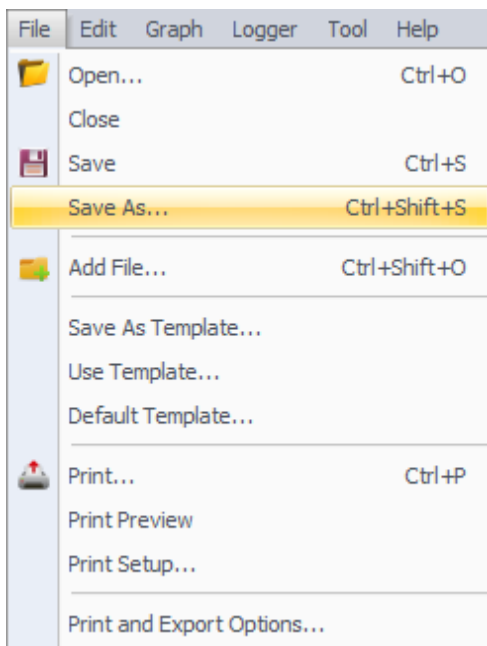 File Edit Graph Logger Tool Help
Open... Ctrl+O
Close
Save Ctrl+S
Save As... Ctrl+Shift+S
Add File... Ctrl+Shift+O
Save As Template...
Use Template...
Default Template...
Print... Ctrl+P
Print Preview
Print Setup...
Print and Export Options...